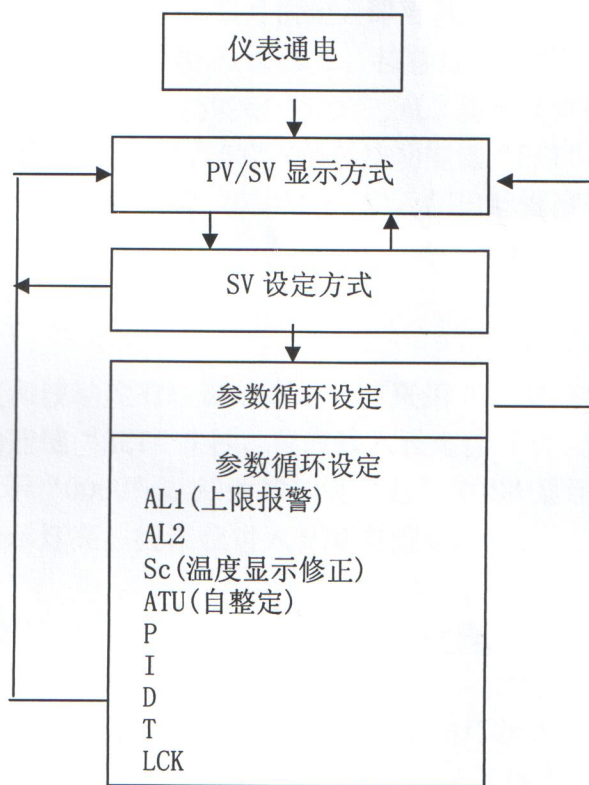 仪表通电
PV/SV 显示方式
SV 设定方式
参数循环设定
参数循环设定
AL1(上限报警)
AL2
Sc(温度显示修正)
ATU(自整定)
P
I
D
T
LCK